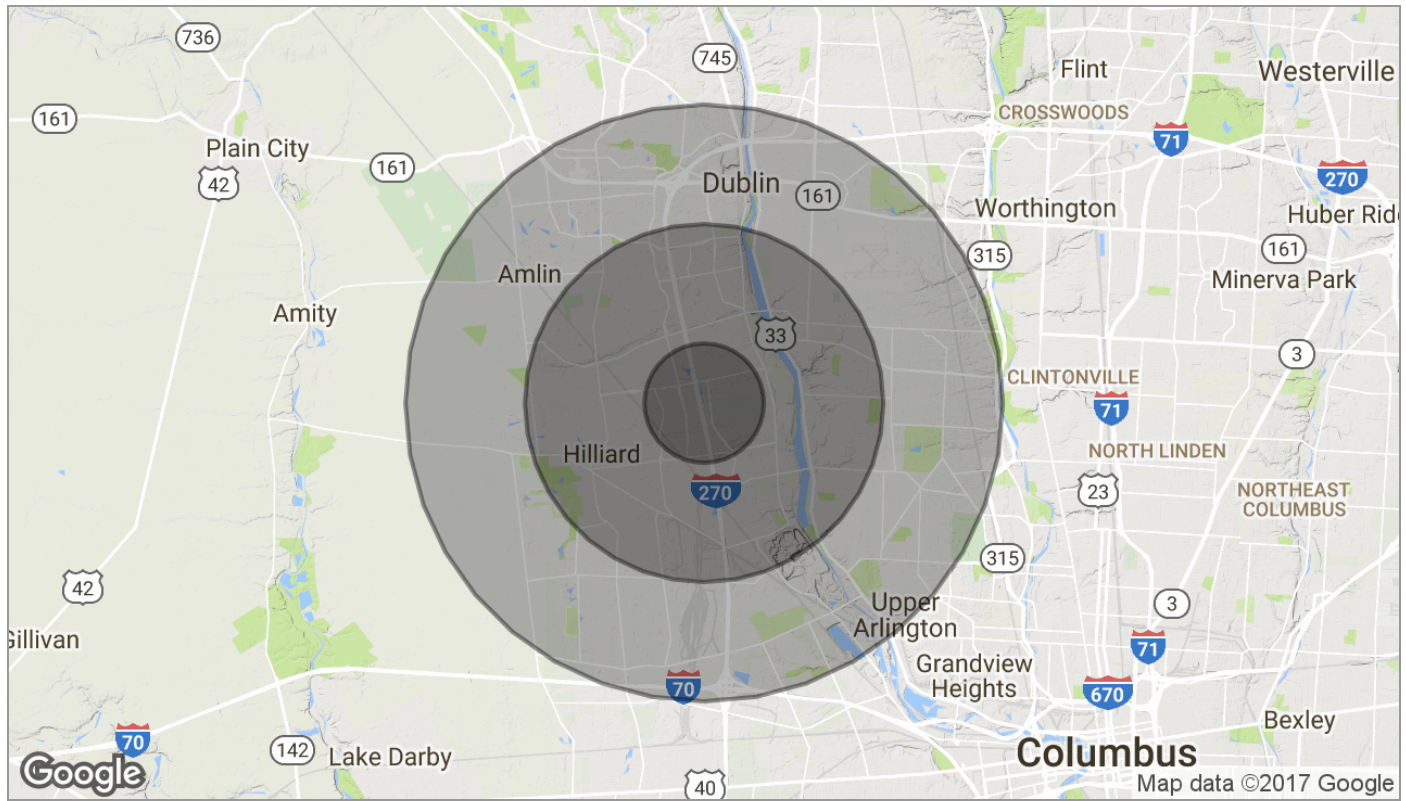 736
745
Flint
Westerville
161
CROSSWOODS
71
Plain City
161
42
Dublin
161
270
Worthington
Huber Rid
315
161
Amlin
Minerva Park
Amity
33
3
CLINTONVILLE
71
Hilliard
NORTH LINDEN
270
23
NORTHEAST
COLUMBUS
315
42
Upper
Arlington
3
Gillivan
71
Grandview
Heights
70
670
Bexley
70
142
Lake Darby
Columbus
Google
40
Map data ©2017 Google